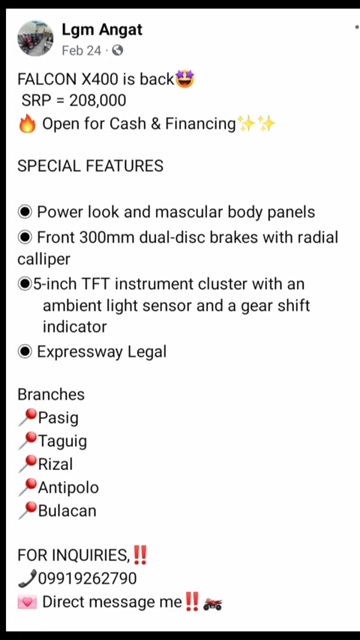 Lgm Angat
Feb 24 ·
FALCON X400 is back🤩
SRP = 208,000
🔥 Open for Cash & Financing✨✨
SPECIAL FEATURES
◉ Power look and mascular body panels
◉ Front 300mm dual-disc brakes with radial
calliper
◉5-inch TFT instrument cluster with an
ambient light sensor and a gear shift
indicator
◉ Expressway Legal
Branches
📍Pasig
📍Taguig
📍Rizal
📍Antipolo
📍Bulacan
FOR INQUIRIES,‼️
📞09919262790
💌 Direct message me‼️🏍️